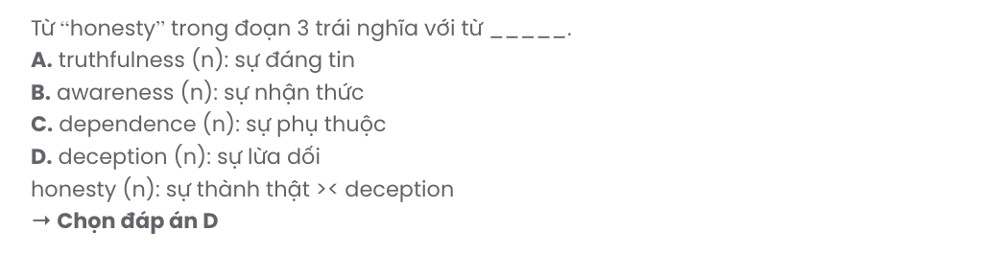 Từ “honesty” trong đoạn 3 trái nghĩa với từ _____.
A. truthfulness (n): sự đáng tin
B. awareness (n): sự nhận thức
C. dependence (n): sự phụ thuộc
D. deception (n): sự lừa dối
honesty (n): sự thành thật >< deception
→ Chọn đáp án D